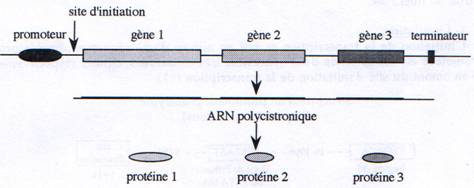 site d'initiation
promoteur gène 1 gène 2 gène 3 terminateur
ARN polycistronique
protéine 1 protéine 2 protéine 3